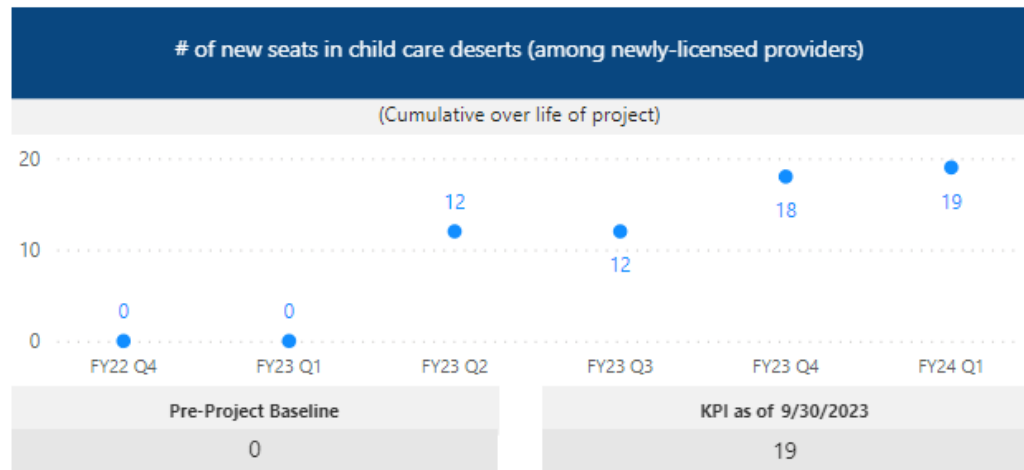 # of new seats in child care deserts (among newly-licensed providers)
(Cumulative over life of project)
20
12
18
19
10
12
0
0
0
FY22 Q4 FY23 Q1 FY23 Q2 FY23 Q3 FY23 Q4 FY24 Q1
Pre-Project Baseline
0
KPI as of 9/30/2023
19